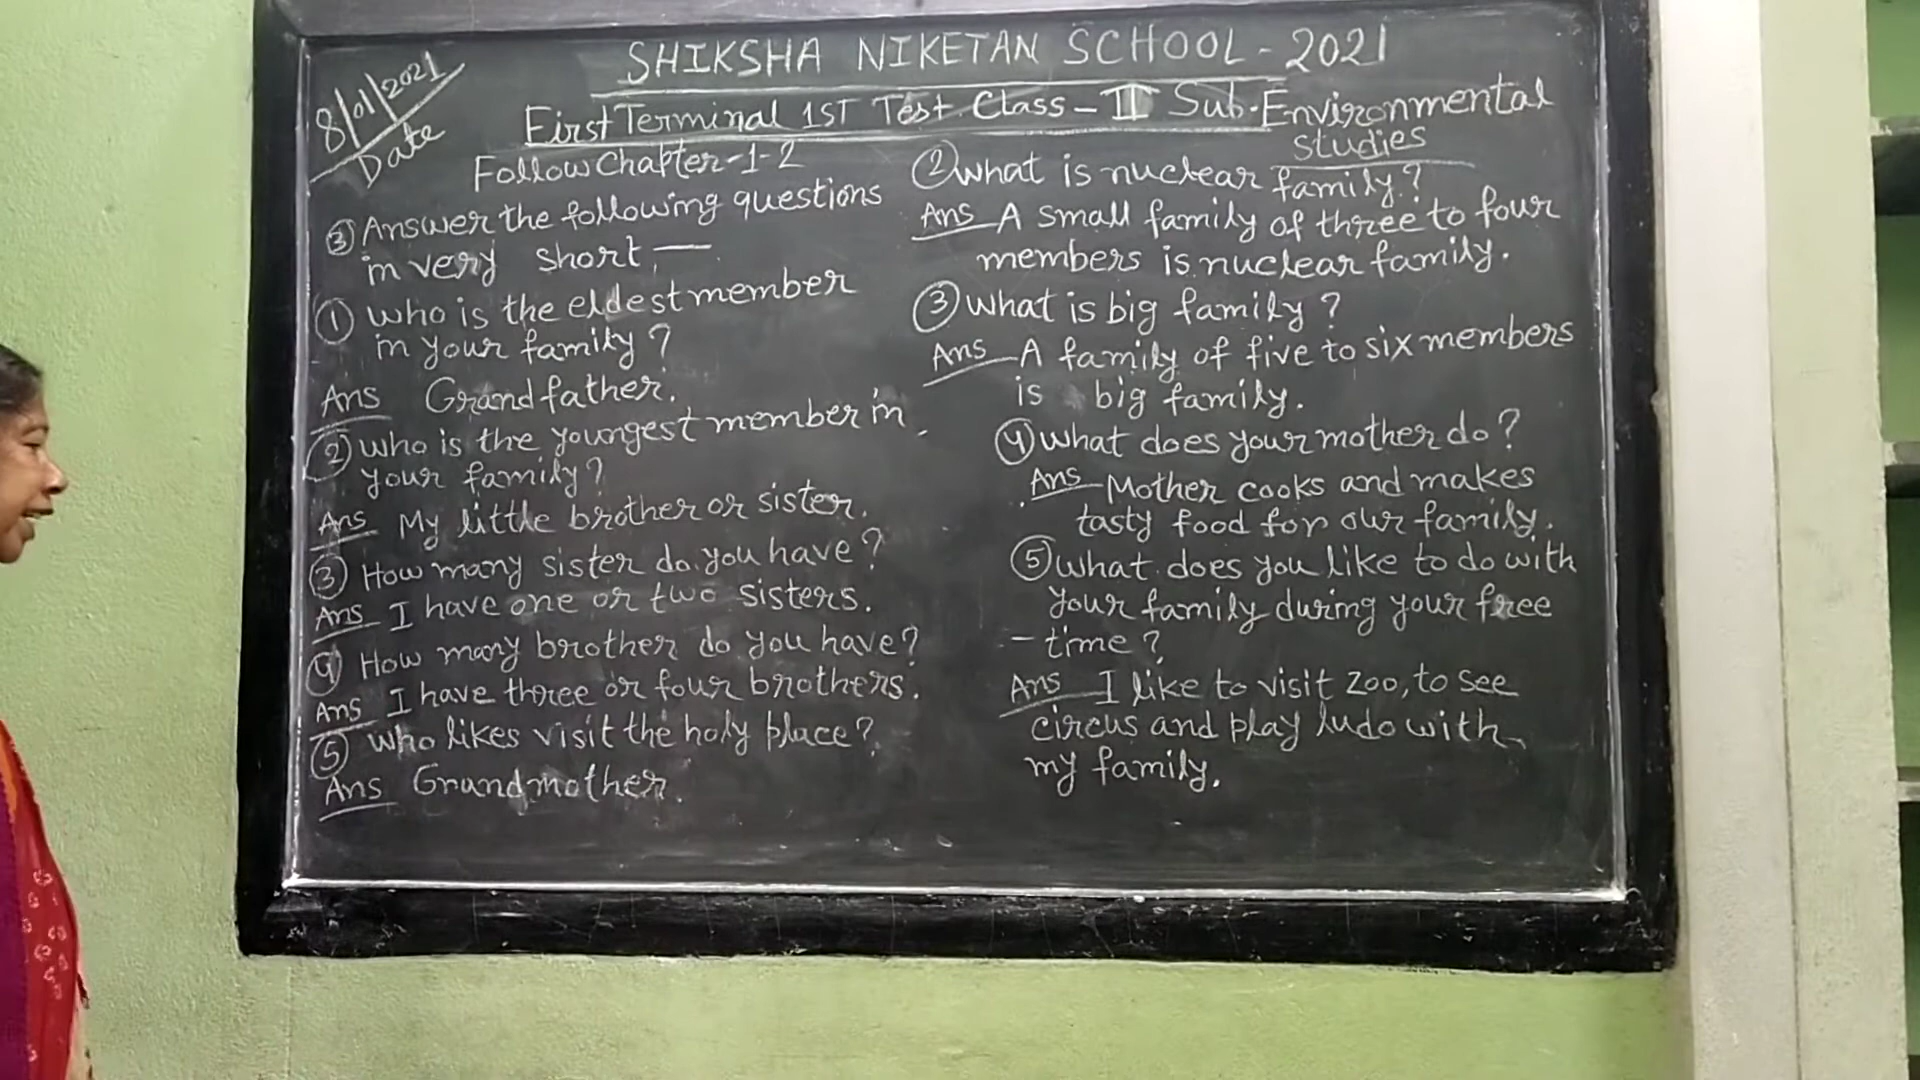 8/01/2021
Date
SHIKSHA NIKETAN SCHOOL - 2021
First Terminal 1ST Test Class - II Sub. Environmental
Studies
Follow Chapter-1-2
③ Answer the following questions
in very short, —
① Who is the eldest member
in your family?
Ans Grandfather.
② Who is the youngest member in
your family?
Ans My little brother or sister.
③ How many sister do you have?
Ans I have one or two sisters.
④ How many brother do you have?
Ans I have three or four brothers.
⑤ Who likes visit the holy place?
Ans Grandmother.
② What is nuclear family?
Ans A small family of three to four
members is nuclear family.
③ What is big family?
Ans A family of five to six members
is big family.
④ What does your mother do?
Ans Mother cooks and makes
tasty food for our family.
⑤ What does you like to do with
your family during your free
- time?
Ans I like to visit zoo, to see
circus and play ludo with
my family.